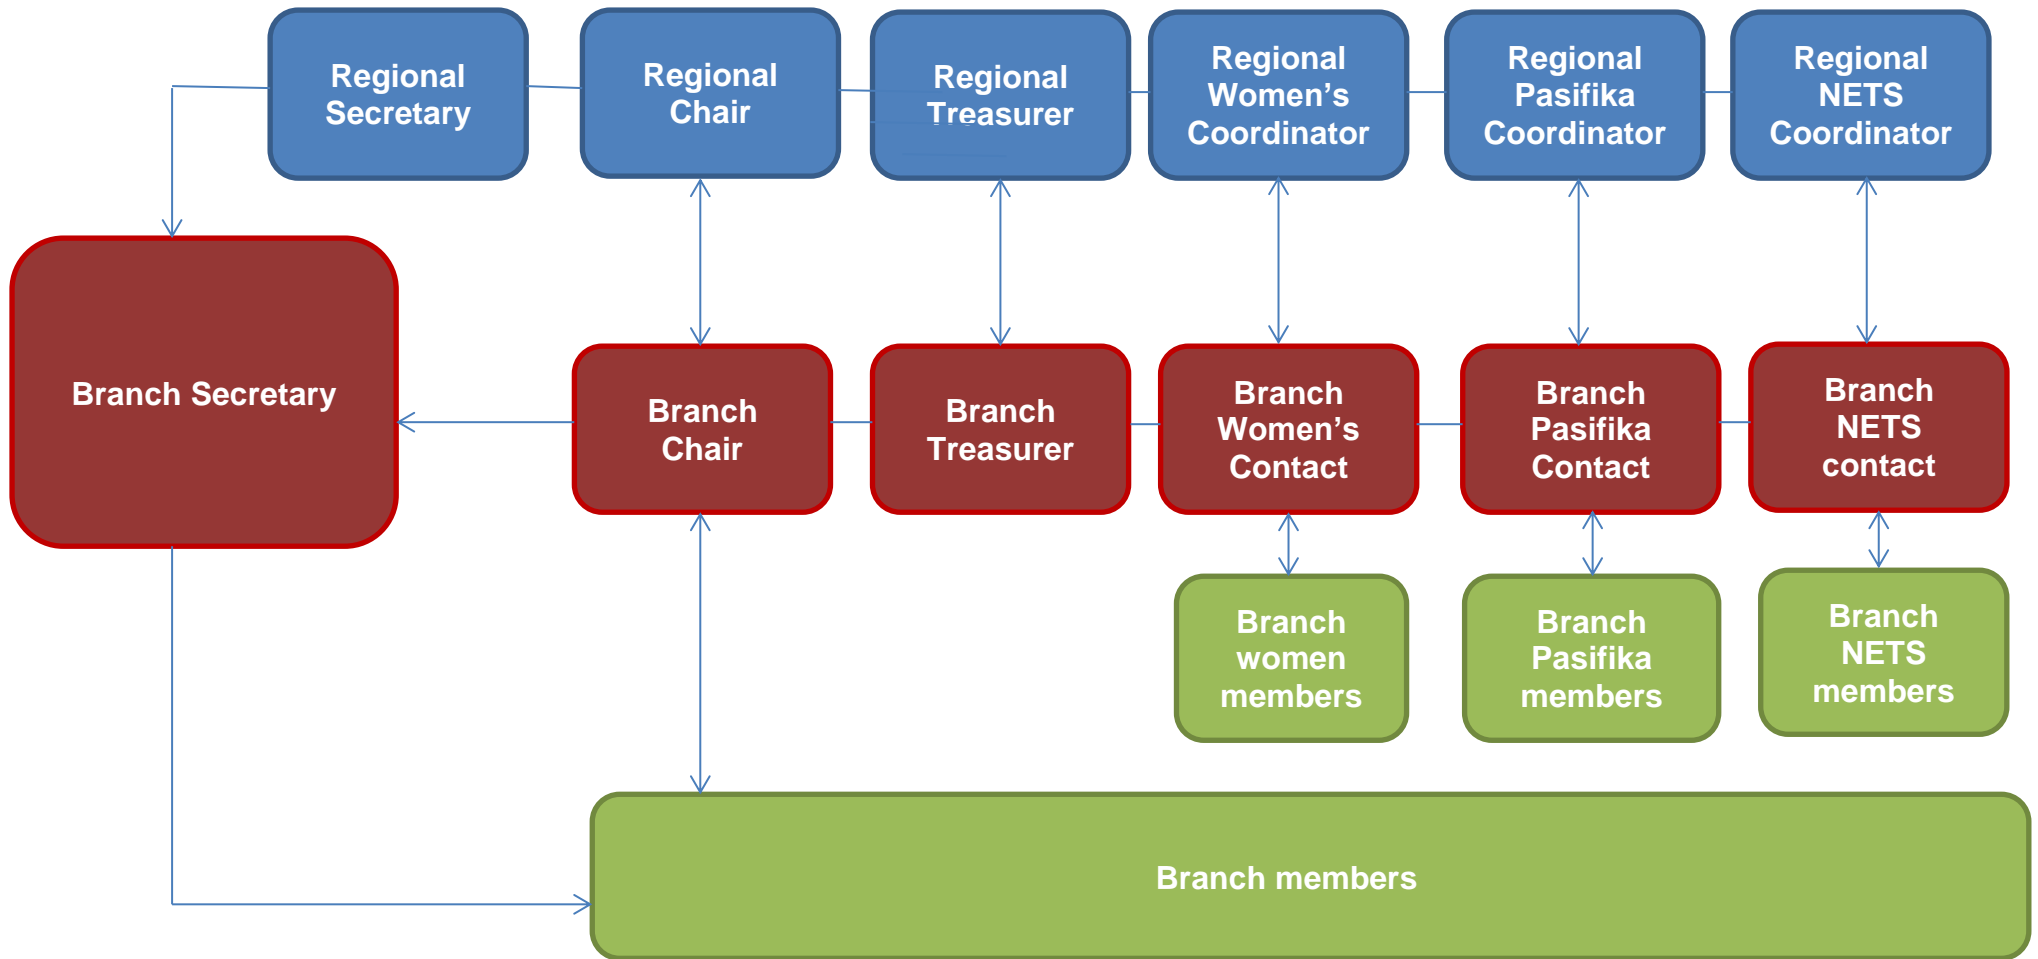 Regional
Secretary
Regional
Chair
Regional
Treasurer
Regional
Women’s
Coordinator
Regional
Pasifika
Coordinator
Regional
NETS
Coordinator
Branch Secretary
Branch
Chair
Branch
Treasurer
Branch
Women’s
Contact
Branch
Pasifika
Contact
Branch
NETS
contact
Branch
women
members
Branch
Pasifika
members
Branch
NETS
members
Branch members